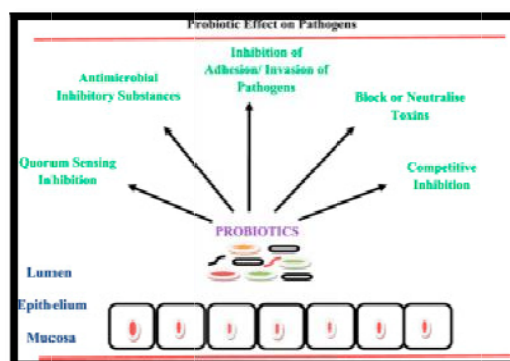 Probiotic Effect on Pathogens
Inhibition of
Adhesion/ Invasion of
Pathogens
Antimicrobial
Inhibitory Substances
Block or Neutralise
Toxins
Quorum Sensing
Inhibition
Competitive
Inhibition
PROBIOTICS
Lumen
Epithelium
Mucosa